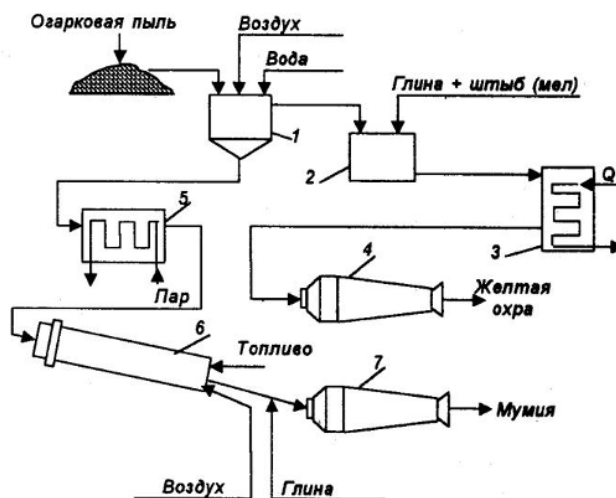 Огарковая пыль
Воздух
Вода
Глина + штыб (мел)
1
2
Q
3
5
4
Пар
Желтая
охра
6
Топливо
7
Мумия
Воздух
Глина